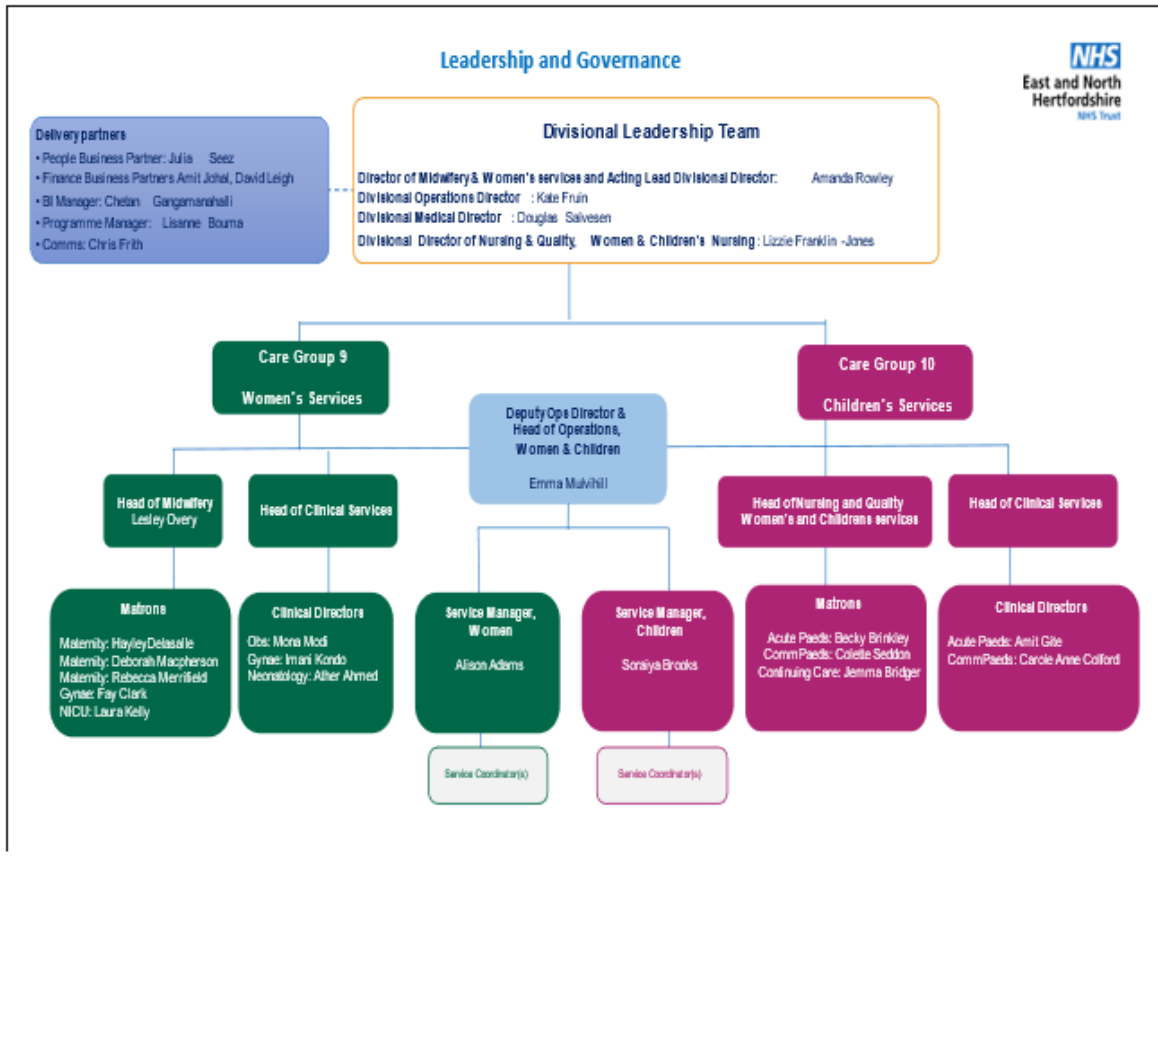 Leadership and Governance
NHS
East and North
Hertfordshire
NHS Trust
Delivery partners
• People Business Partner: Julia Seez
• Finance Business Partners Amit Johal, David Leigh
• BI Manager: Chetan Gangamanahalli
• Programme Manager: Lisanne Bouma
• Comms: Chris Frith
Divisional Leadership Team
Director of Midwifery & Women's services and Acting Lead Divisional Director: Amanda Rowley
Divisional Operations Director : Kate Fruin
Divisional Medical Director : Douglas Salvesen
Divisional Director of Nursing & Quality, Women & Children's Nursing : Lizzie Franklin -Jones
Care Group 9
Women's Services
Care Group 10
Children's Services
Deputy Ops Director &
Head of Operations,
Women & Children
Emma Mulvihill
Head of Midwifery
Lesley Overy
Head of Clinical Services
Head of Nursing and Quality
Women's and Childrens services
Head of Clinical Services
Matrons
Maternity: Hayley Delasalle
Maternity: Deborah Macpherson
Maternity: Rebecca Merrifield
Gynae: Fay Clark
NICU: Laura Kelly
Clinical Directors
Obs: Mona Modi
Gynae: Imani Kondo
Neonatology: Ather Ahmed
Service Manager,
Women
Alison Adams
Service Manager,
Children
Soraiya Brooks
Matrons
Acute Paeds: Becky Brinkley
Comm Paeds: Colette Seddon
Continuing Care: Jemma Bridger
Clinical Directors
Acute Paeds: Amit Gite
Comm Paeds: Carole Anne Colford
Service Coordinator(s)
Service Coordinator(s)